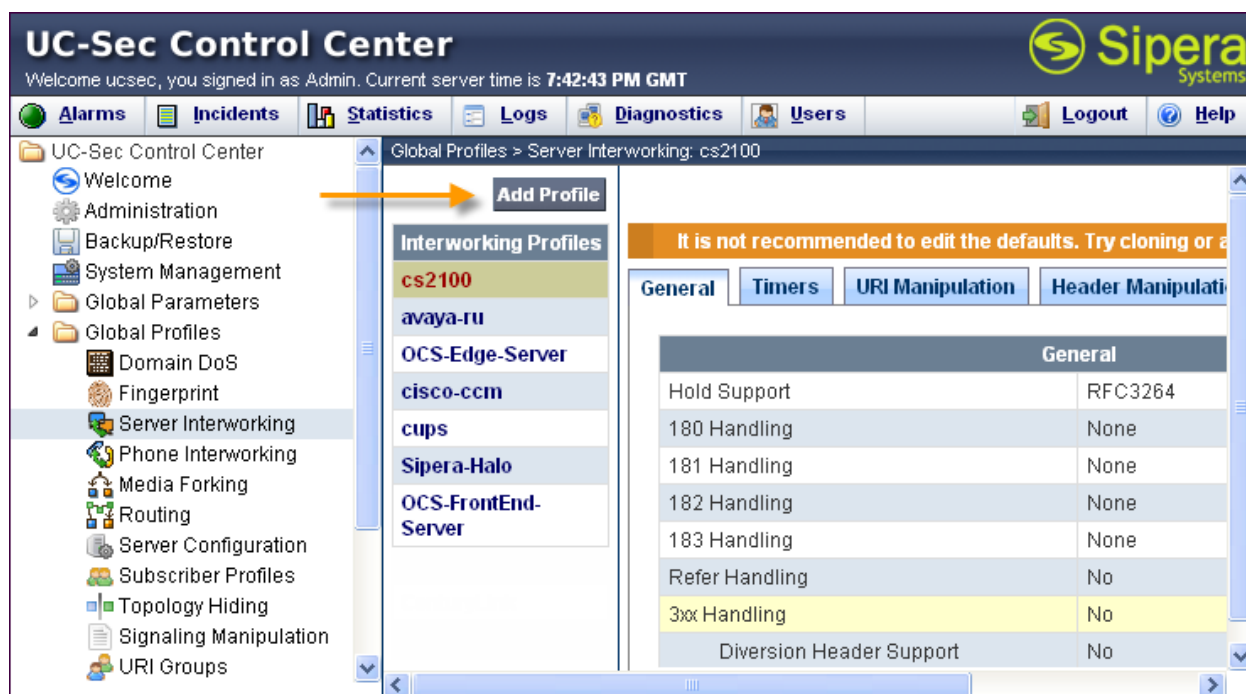 UC-Sec Control Center
Welcome ucsec, you signed in as Admin. Current server time is 7:42:43 PM GMT
Sipera
Systems
Alarms Incidents Statistics Logs Diagnostics Users Logout Help
UC-Sec Control Center
Welcome
Administration
Backup/Restore
System Management
Global Parameters
Global Profiles
Domain DoS
Fingerprint
Server Interworking
Phone Interworking
Media Forking
Routing
Server Configuration
Subscriber Profiles
Topology Hiding
Signaling Manipulation
URI Groups
Global Profiles > Server Interworking: cs2100
Add Profile
Interworking Profiles
cs2100
avaya-ru
OCS-Edge-Server
cisco-ccm
cups
Sipera-Halo
OCS-FrontEnd-
Server
It is not recommended to edit the defaults. Try cloning or a
General Timers URI Manipulation Header Manipulati
General
Hold Support RFC3264
180 Handling None
181 Handling None
182 Handling None
183 Handling None
Refer Handling No
3xx Handling No
Diversion Header Support No